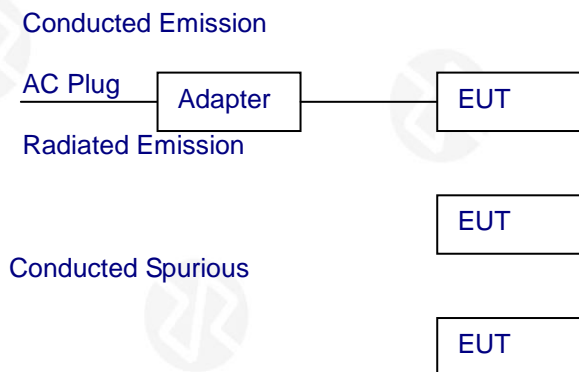 Conducted Emission
AC Plug Adapter EUT
Radiated Emission
EUT
Conducted Spurious
EUT